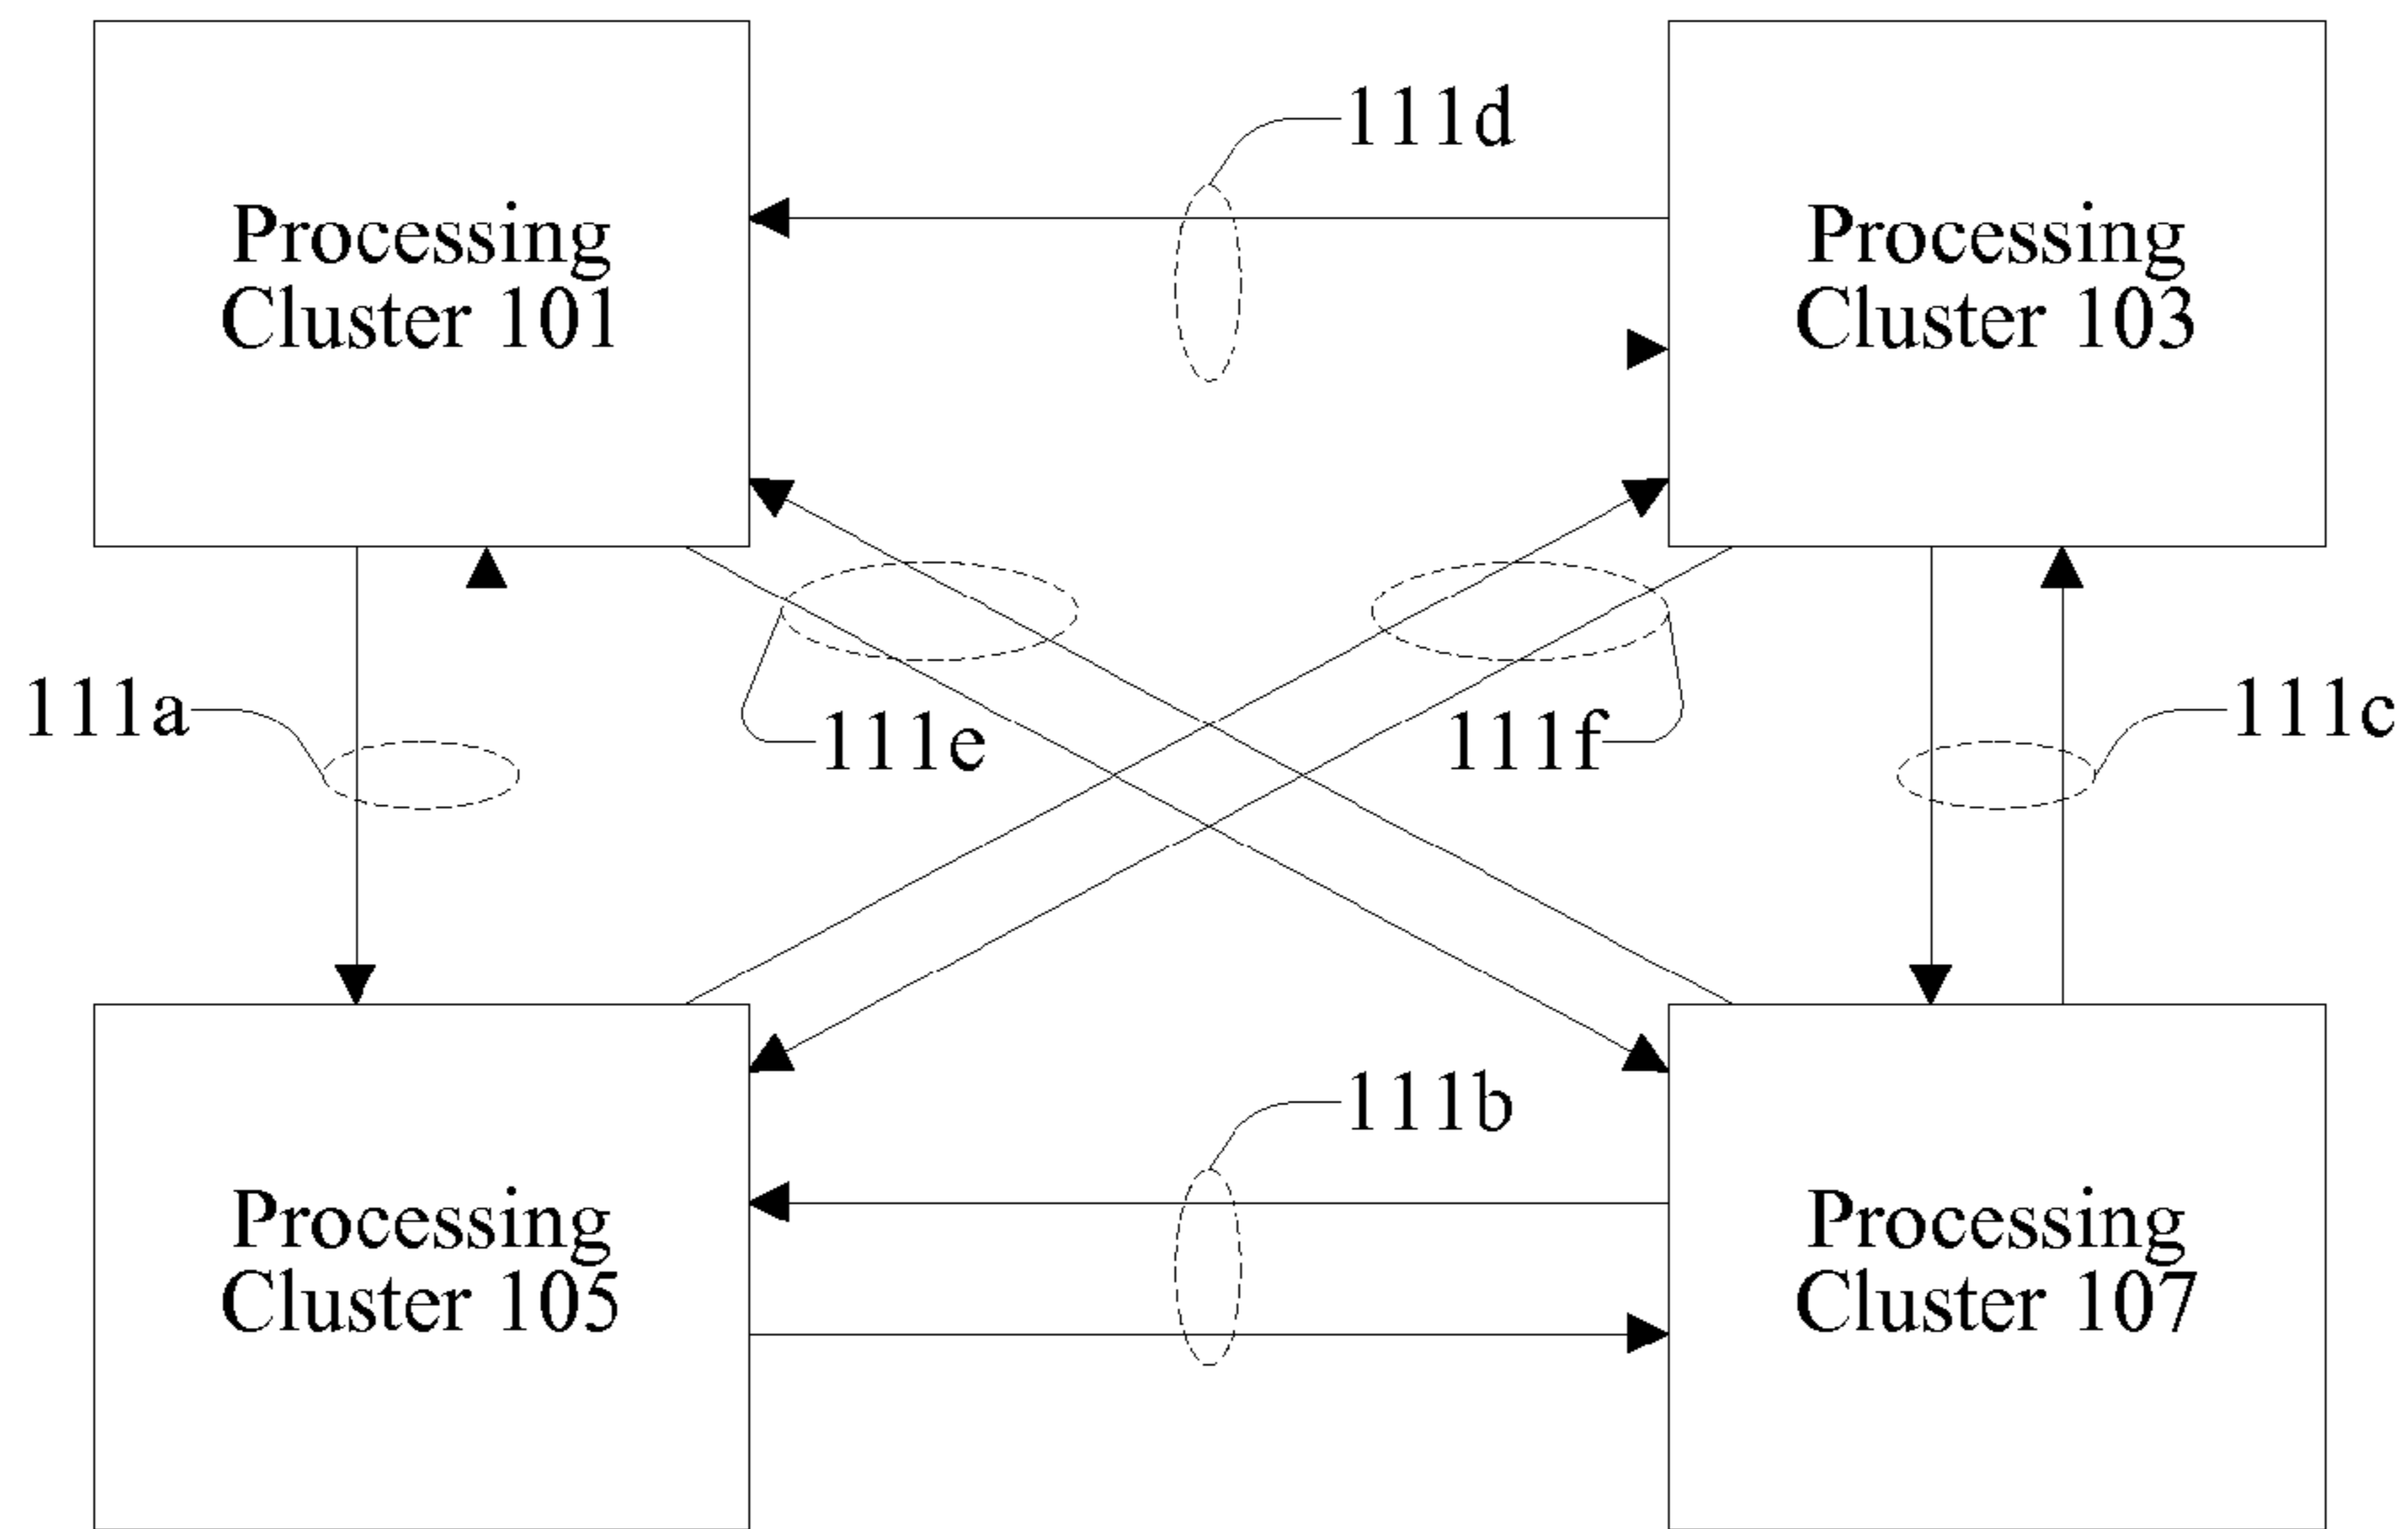 111d
Processing
Cluster 101
Processing
Cluster 103
111a
111e
111f
111c
111b
Processing
Cluster 105
Processing
Cluster 107